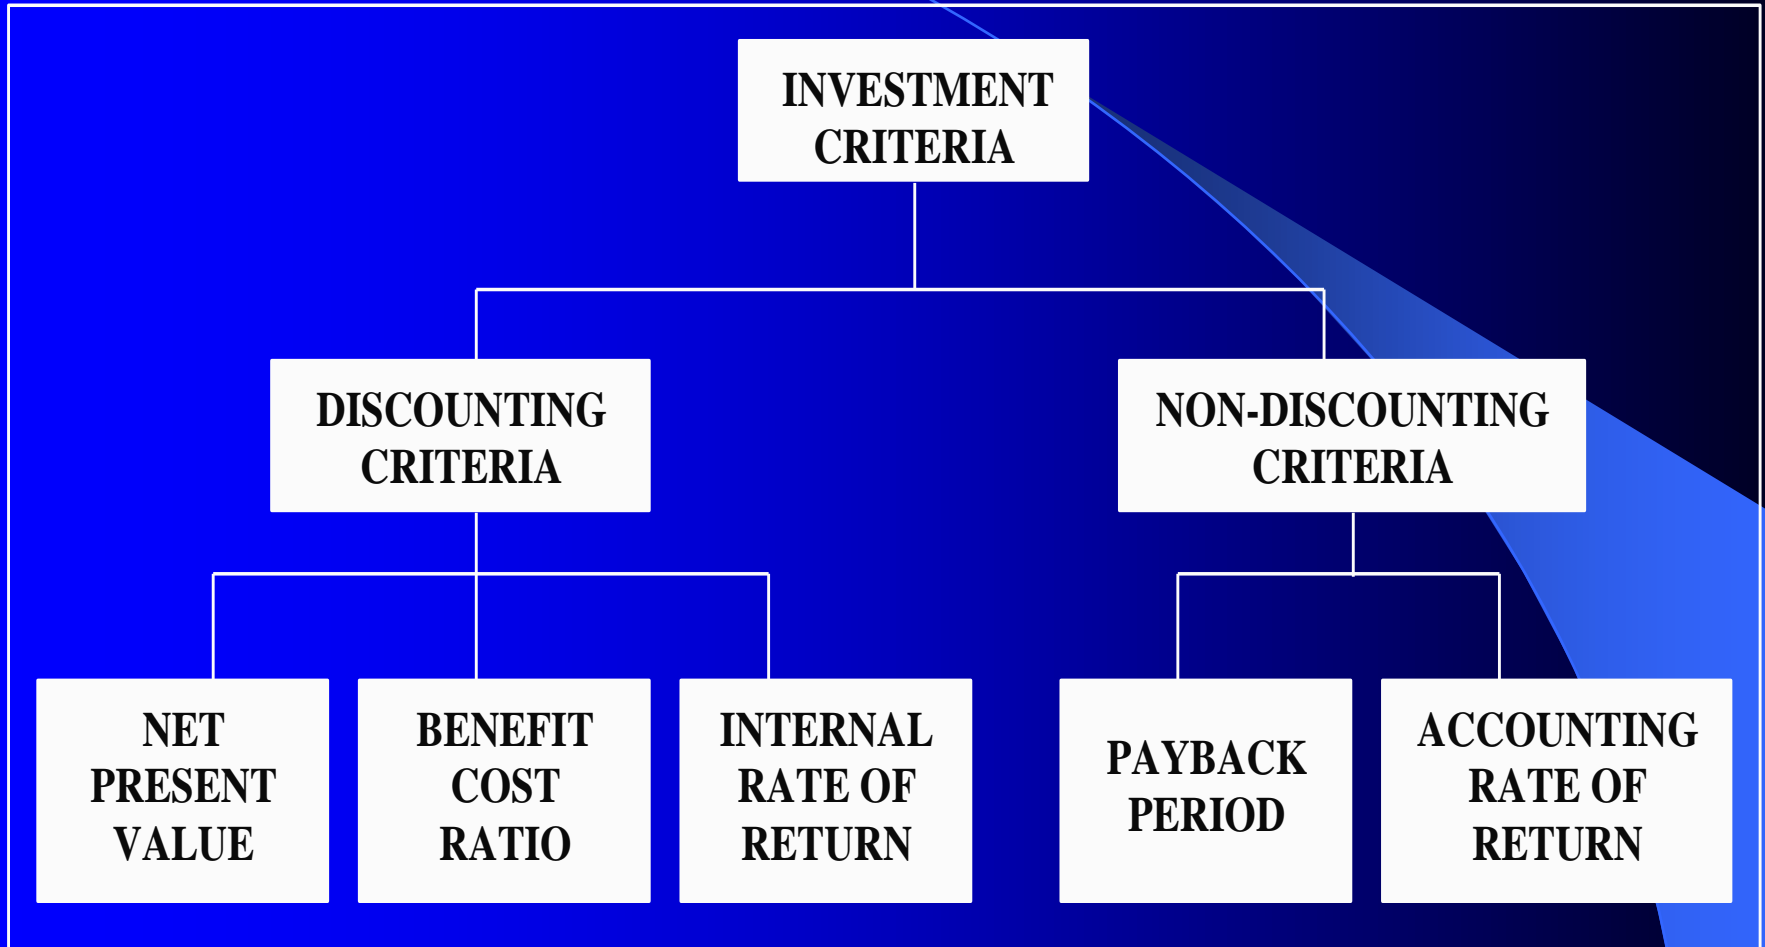 INVESTMENT
CRITERIA
DISCOUNTING
CRITERIA
NON-DISCOUNTING
CRITERIA
NET
PRESENT
VALUE
BENEFIT
COST
RATIO
INTERNAL
RATE OF
RETURN
PAYBACK
PERIOD
ACCOUNTING
RATE OF
RETURN